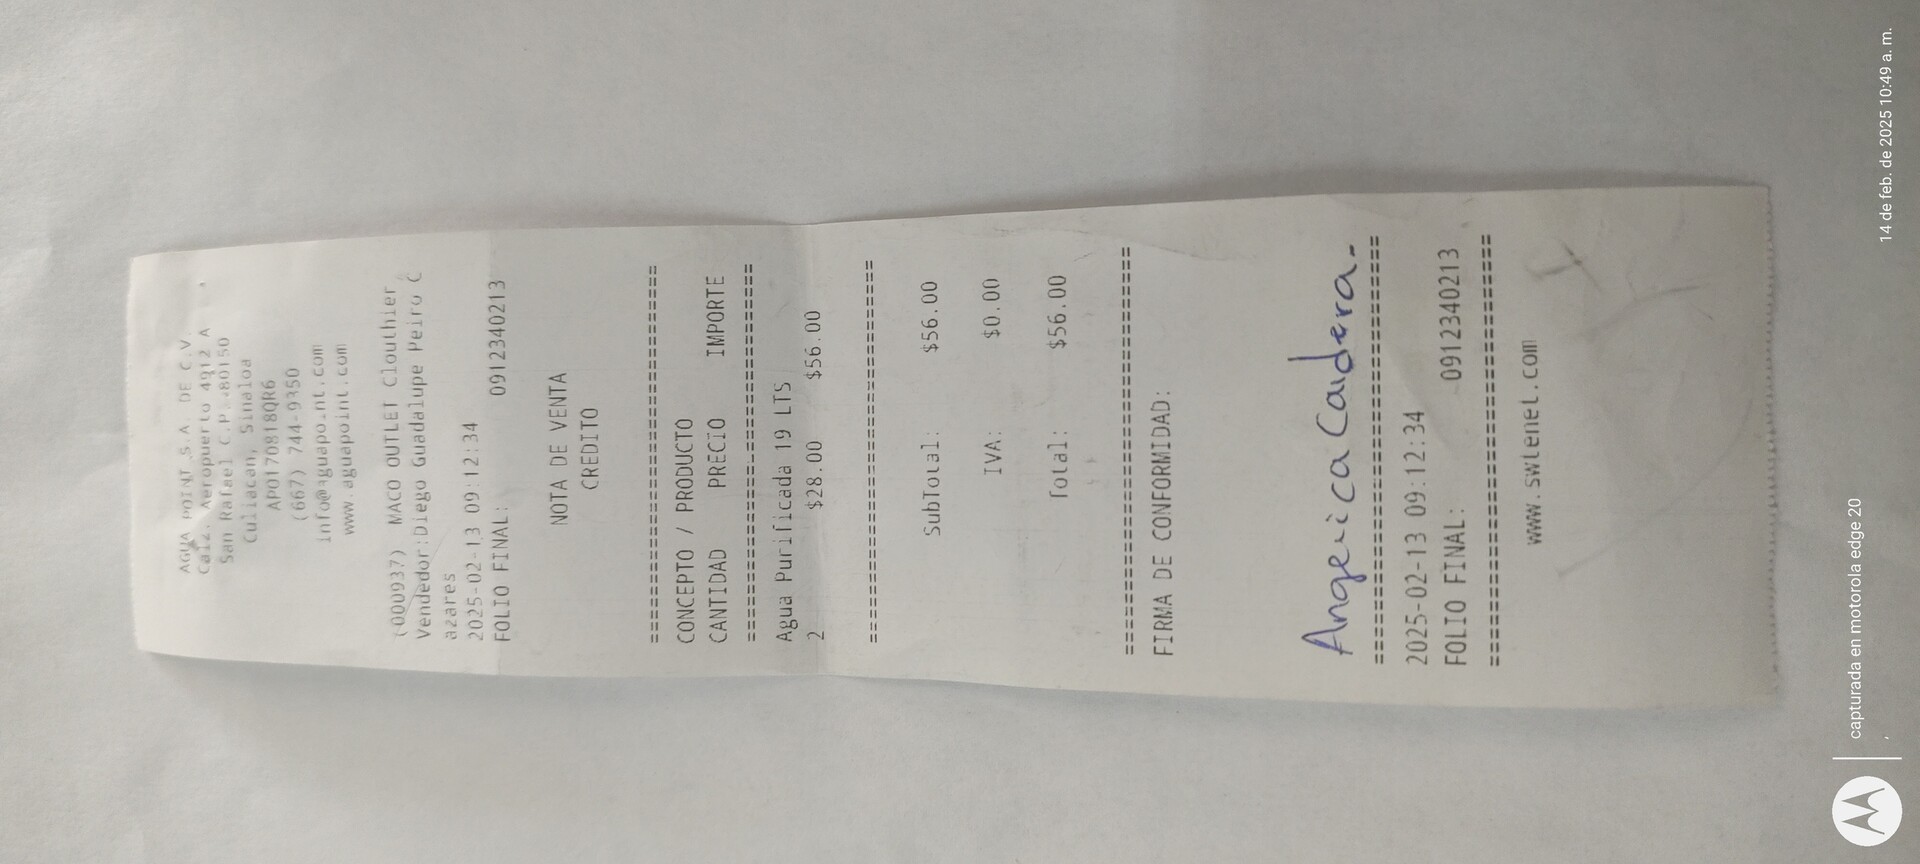 AGUA POINT S.A. DE C.V.
Calz. Aeropuerto 4912 A
San Rafael C.P. 80150
Culiacan, Sinaloa
APO170818QR6
(667) 744-9350
info@aguapoint.com
www.aguapoint.com
(000937) MACO OUTLET Clouthier
Vendedor:Diego Guadalupe Peiro C
azares
2025-02-13 09:12:34
FOLIO FINAL: 0912340213
NOTA DE VENTA
CREDITO
================================
CONCEPTO / PRODUCTO
CANTIDAD PRECIO IMPORTE
================================
Agua Purificada 19 LTS
2 $28.00 $56.00
================================
SubTotal: $56.00
IVA: $0.00
Total: $56.00
================================
FIRMA DE CONFORMIDAD:
Angelica Caldera.
================================
2025-02-13 09:12:34
FOLIO FINAL: 0912340213
================================
www.swlenel.com
capturada en motorola edge 20
14 de feb. de 2025 10:49 a. m.